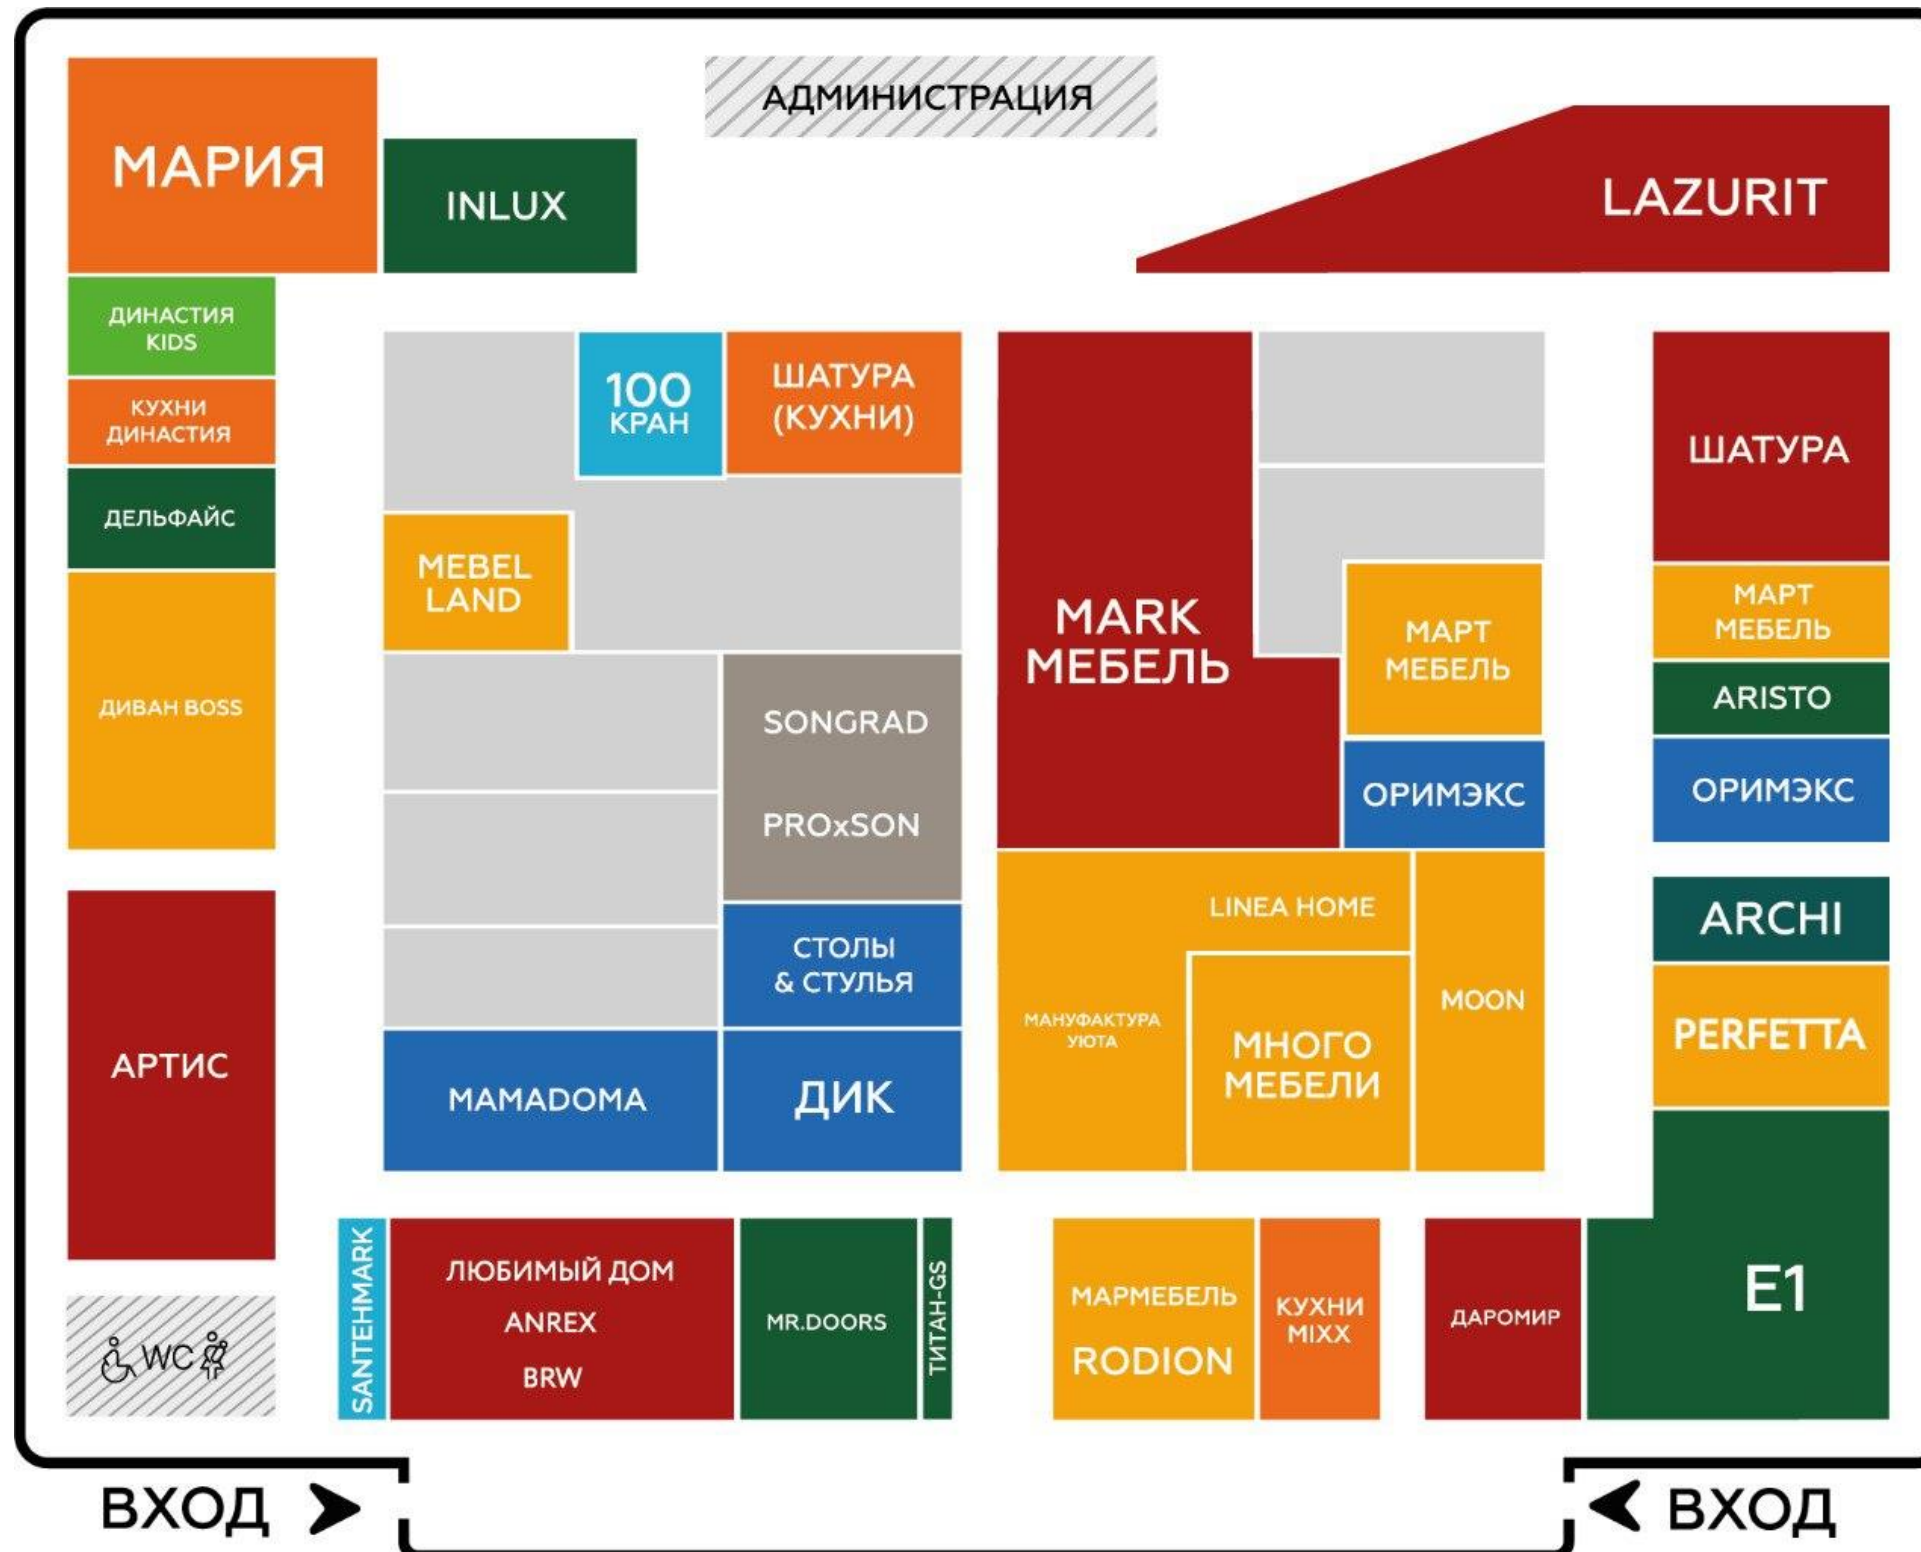 АДМИНИСТРАЦИЯ
МАРИЯ
INLUX
LAZURIT
ДИНАСТИЯ
KIDS
КУХНИ
ДИНАСТИЯ
ДЕЛЬФАЙС
ДИВАН BOSS
АРТИС
WC
100
КРАН
ШАТУРА
(КУХНИ)
MEBEL
LAND
SONGRAD
PROxSON
СТОЛЫ
& СТУЛЬЯ
MAMADOMA
ДИК
MARK
МЕБЕЛЬ
МАРТ
МЕБЕЛЬ
ОРИМЭКС
LINEA HOME
МАНУФАКТУРА
УЮТА
МНОГО
МЕБЕЛИ
MOON
ШАТУРА
МАРТ
МЕБЕЛЬ
ARISTO
ОРИМЭКС
ARCHI
PERFETTA
E1
SANTEHMARK
ЛЮБИМЫЙ ДОМ
ANREX
BRW
MR.DOORS
ТИТАН-GS
МАРМЕБЕЛЬ
RODION
КУХНИ
MIXX
ДАРОМИР
ВХОД
ВХОД